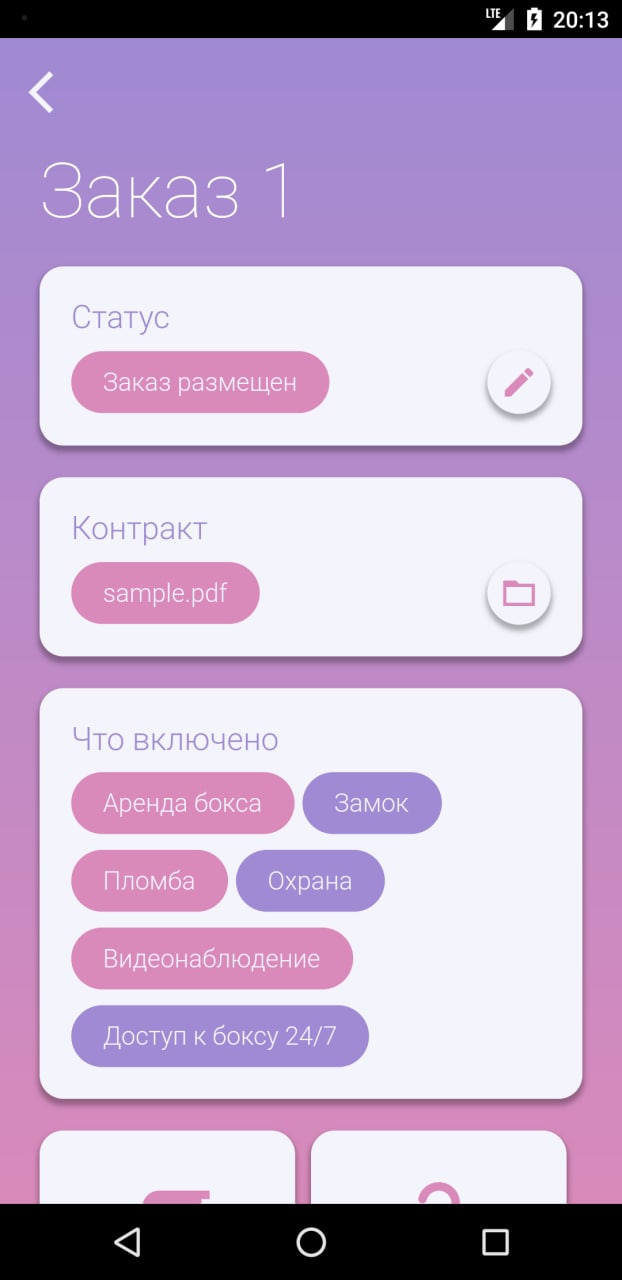 LTE 20:13
Заказ 1
Статус
Заказ размещен
Контракт
sample.pdf
Что включено
Аренда бокса Замок
Пломба Охрана
Видеонаблюдение
Доступ к боксу 24/7